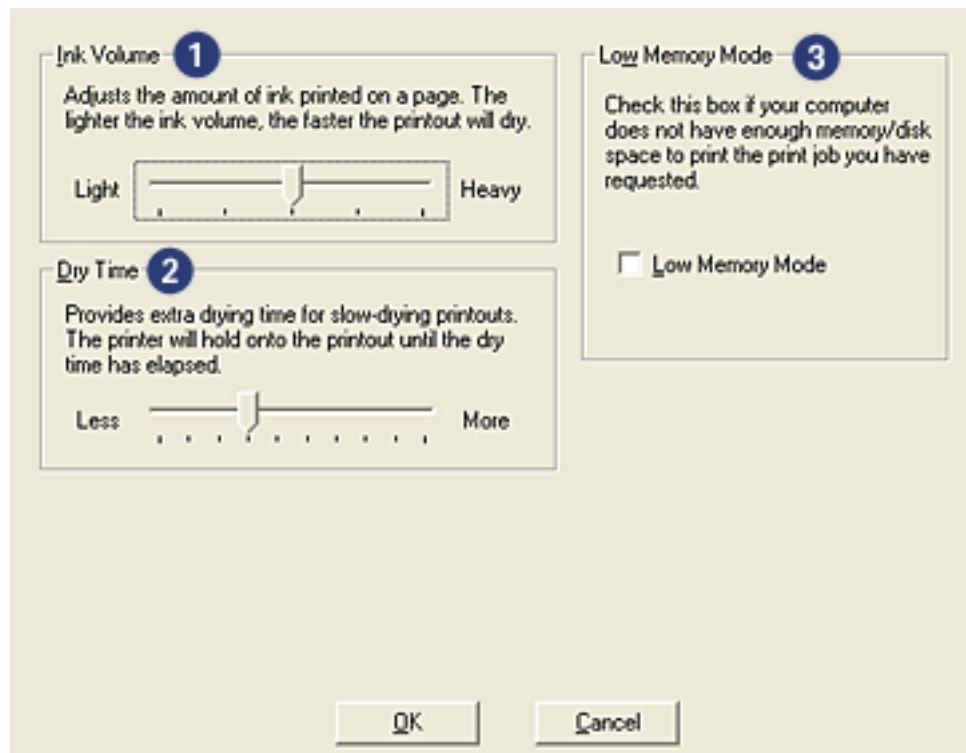 Ink Volume 1
Adjusts the amount of ink printed on a page. The
lighter the ink volume, the faster the printout will dry.
Light Heavy
Dry Time 2
Provides extra drying time for slow-drying printouts.
The printer will hold onto the printout until the dry
time has elapsed.
Less More
Low Memory Mode 3
Check this box if your computer
does not have enough memory/disk
space to print the print job you have
requested.
Low Memory Mode
OK Cancel